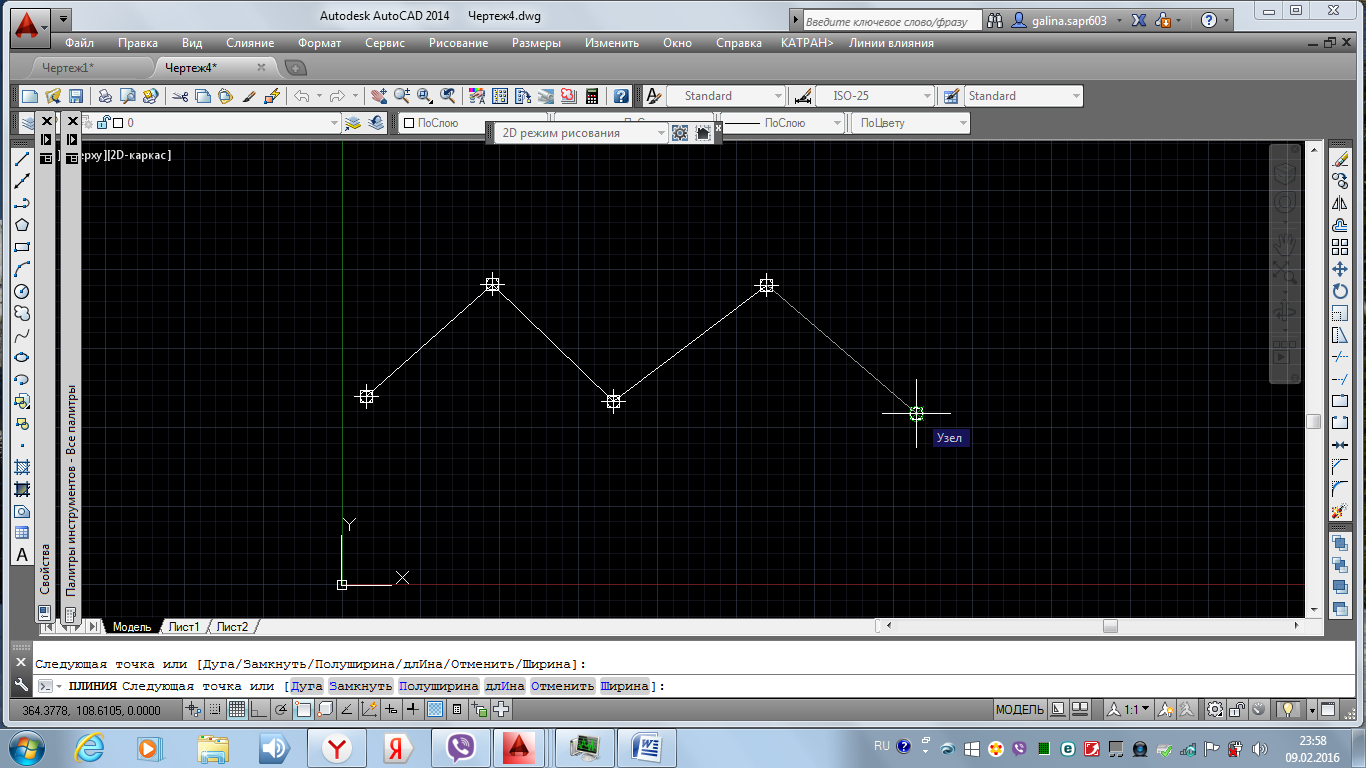 Autodesk AutoCAD 2014 Чертеж4.dwg
Введите ключевое слово/фразу
galina.sapr603
Файл Правка Вид Слияние Формат Сервис Рисование Размеры Изменить Окно Справка КАТРАН> Линии влияния
Чертеж1*
Чертеж4*
Standard
ISO-25
Standard
0
ПоСлою
ПоСлою
ПоЦвету
2D режим рисования
][2D-каркас]
Узел
Y
X
Свойства
Палитры инструментов - Все палитры
A
Модель Лист1 Лист2
Следующая точка или [Дуга/Замкнуть/Полуширина/длИна/Отменить/Ширина]:
ПЛИНИЯ Следующая точка или [Дуга Замкнуть Полуширина длИна Отменить Ширина]:
364.3778, 108.6105, 0.0000
МОДЕЛЬ
1:1
RU
23:58
09.02.2016